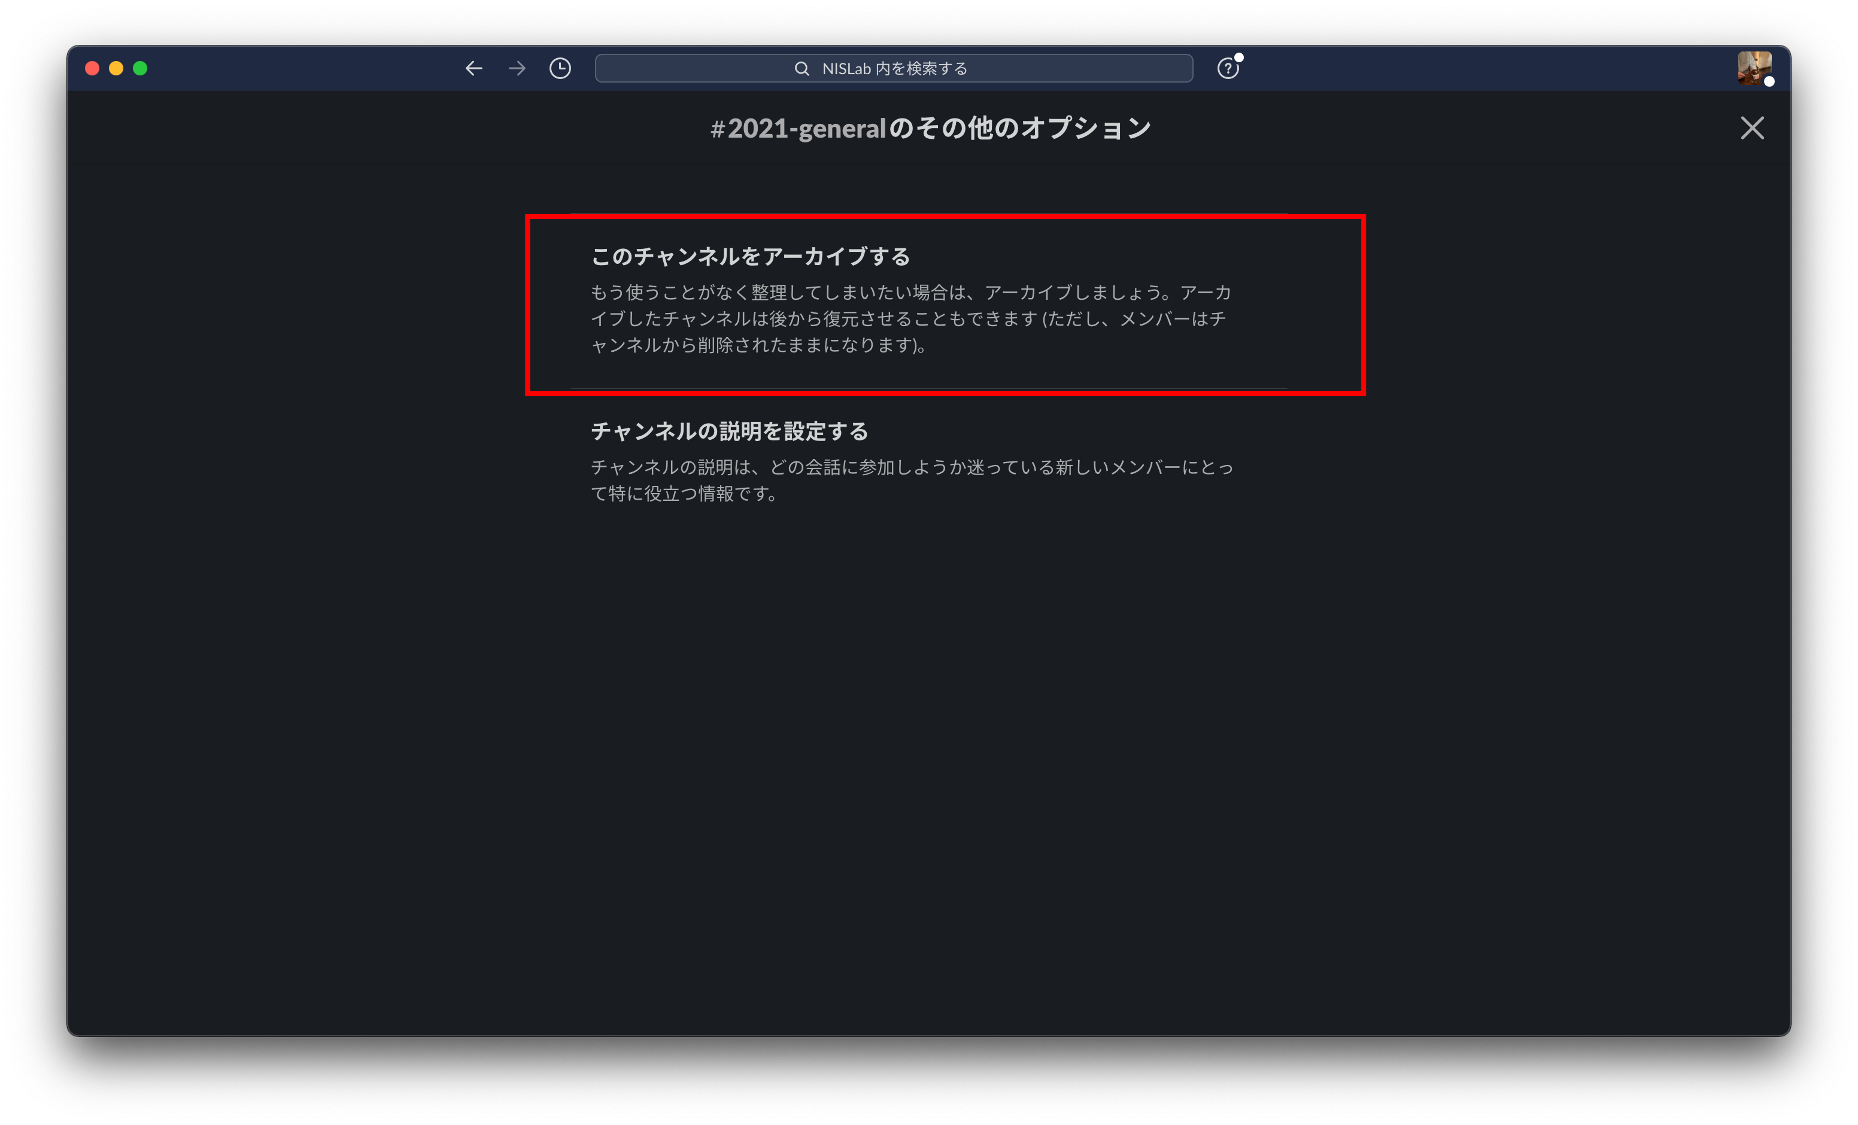 NISLab 内を検索する
#2021-generalのその他のオプション
このチャンネルをアーカイブする
もう使うことがなく整理してしまいたい場合は、アーカイブしましょう。アーカ
イブしたチャンネルは後から復元させることもできます (ただし、メンバーはチ
ャンネルから削除されたままになります)。
チャンネルの説明を設定する
チャンネルの説明は、どの会話に参加しようか迷っている新しいメンバーにとっ
て特に役立つ情報です。